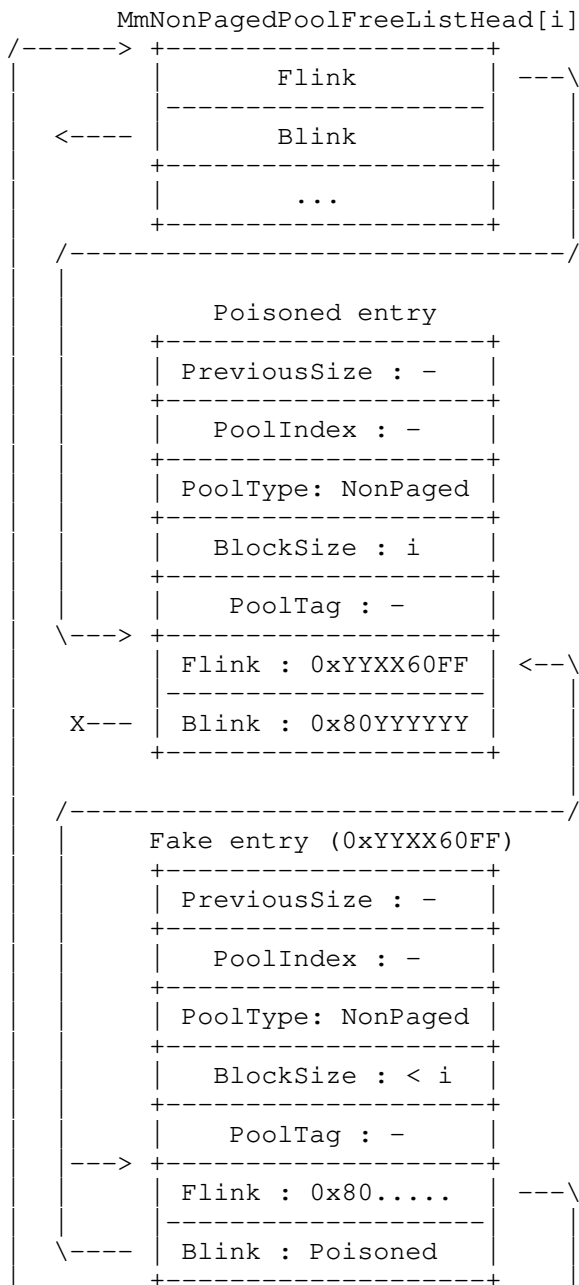 MmNonPagedPoolFreeListHead[i]
/------> +--------------------+
| | Flink | ---\
| |--------------------| |
| <---- | Blink | |
| +--------------------+ |
| | ... | |
| +--------------------+ |
| /-------------------------------/
| |
| | Poisoned entry
| | +--------------------+
| | | PreviousSize : - |
| | +--------------------+
| | | PoolIndex : - |
| | +--------------------+
| | | PoolType: NonPaged |
| | +--------------------+
| | | BlockSize : i |
| | +--------------------+
| | | PoolTag : - |
| \---> +--------------------+
| | Flink : 0xYYXX60FF | <--\
| |--------------------| |
| X--- | Blink : 0x80YYYYYY | |
| +--------------------+ |
| |
| /-------------------------------/
| | Fake entry (0xYYXX60FF)
| | +--------------------+
| | | PreviousSize : - |
| | +--------------------+
| | | PoolIndex : - |
| | +--------------------+
| | | PoolType: NonPaged |
| | +--------------------+
| | | BlockSize : < i |
| | +--------------------+
| | | PoolTag : - |
| |---> +--------------------+
| | | Flink : 0x80..... | ---\
| | |--------------------| |
| \---- | Blink : Poisoned | |
| +--------------------+ |